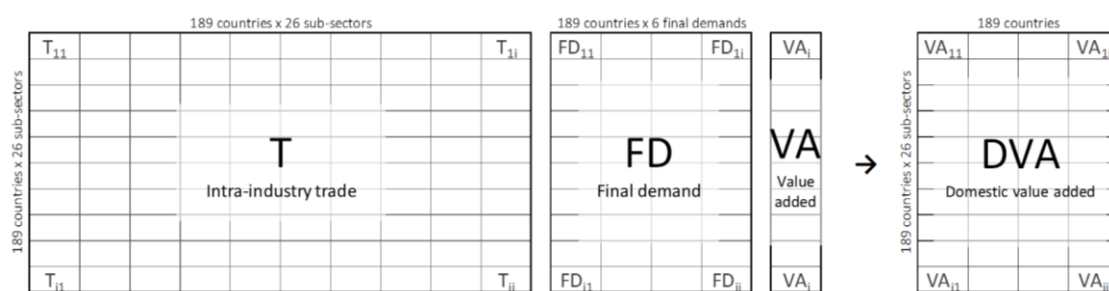 189 countries x 26 sub-sectors
189 countries x 6 final demands
189 countries
189 countries x 26 sub-sectors
T11
T1i
T
Intra-industry trade
Ti1
Tii
FD11
FD1i
FD
Final demand
FDi1
FDii
VAi
VA
Value
added
VAi
→
189 countries x 26 sub-sectors
VA11
VA1i
DVA
Domestic value added
VAi1
VAii